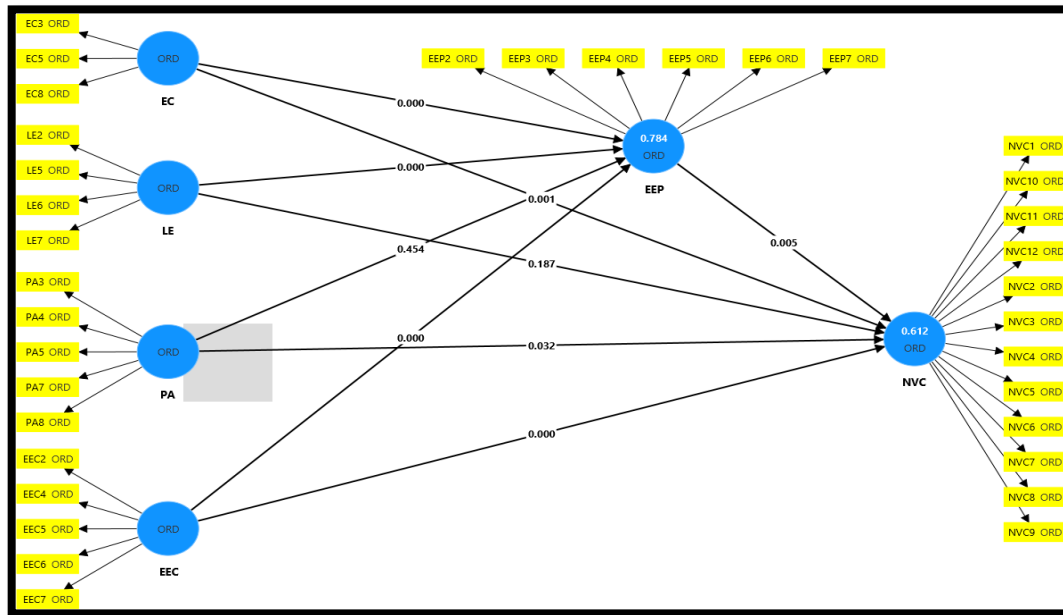 EC3 ORD
EC5 ORD
EC8 ORD
ORD
EC
LE2 ORD
LE5 ORD
LE6 ORD
LE7 ORD
ORD
LE
PA3 ORD
PA4 ORD
PA5 ORD
PA7 ORD
PA8 ORD
ORD
PA
EEC2 ORD
EEC4 ORD
EEC5 ORD
EEC6 ORD
EEC7 ORD
ORD
EEC
0.000
0.000
0.001
0.454
0.187
0.000
0.032
0.000
EEP2 ORD
EEP3 ORD
EEP4 ORD
EEP5 ORD
EEP6 ORD
EEP7 ORD
0.784
ORD
EEP
0.005
0.612
ORD
NVC
NVC1 ORD
NVC10 ORD
NVC11 ORD
NVC12 ORD
NVC2 ORD
NVC3 ORD
NVC4 ORD
NVC5 ORD
NVC6 ORD
NVC7 ORD
NVC8 ORD
NVC9 ORD